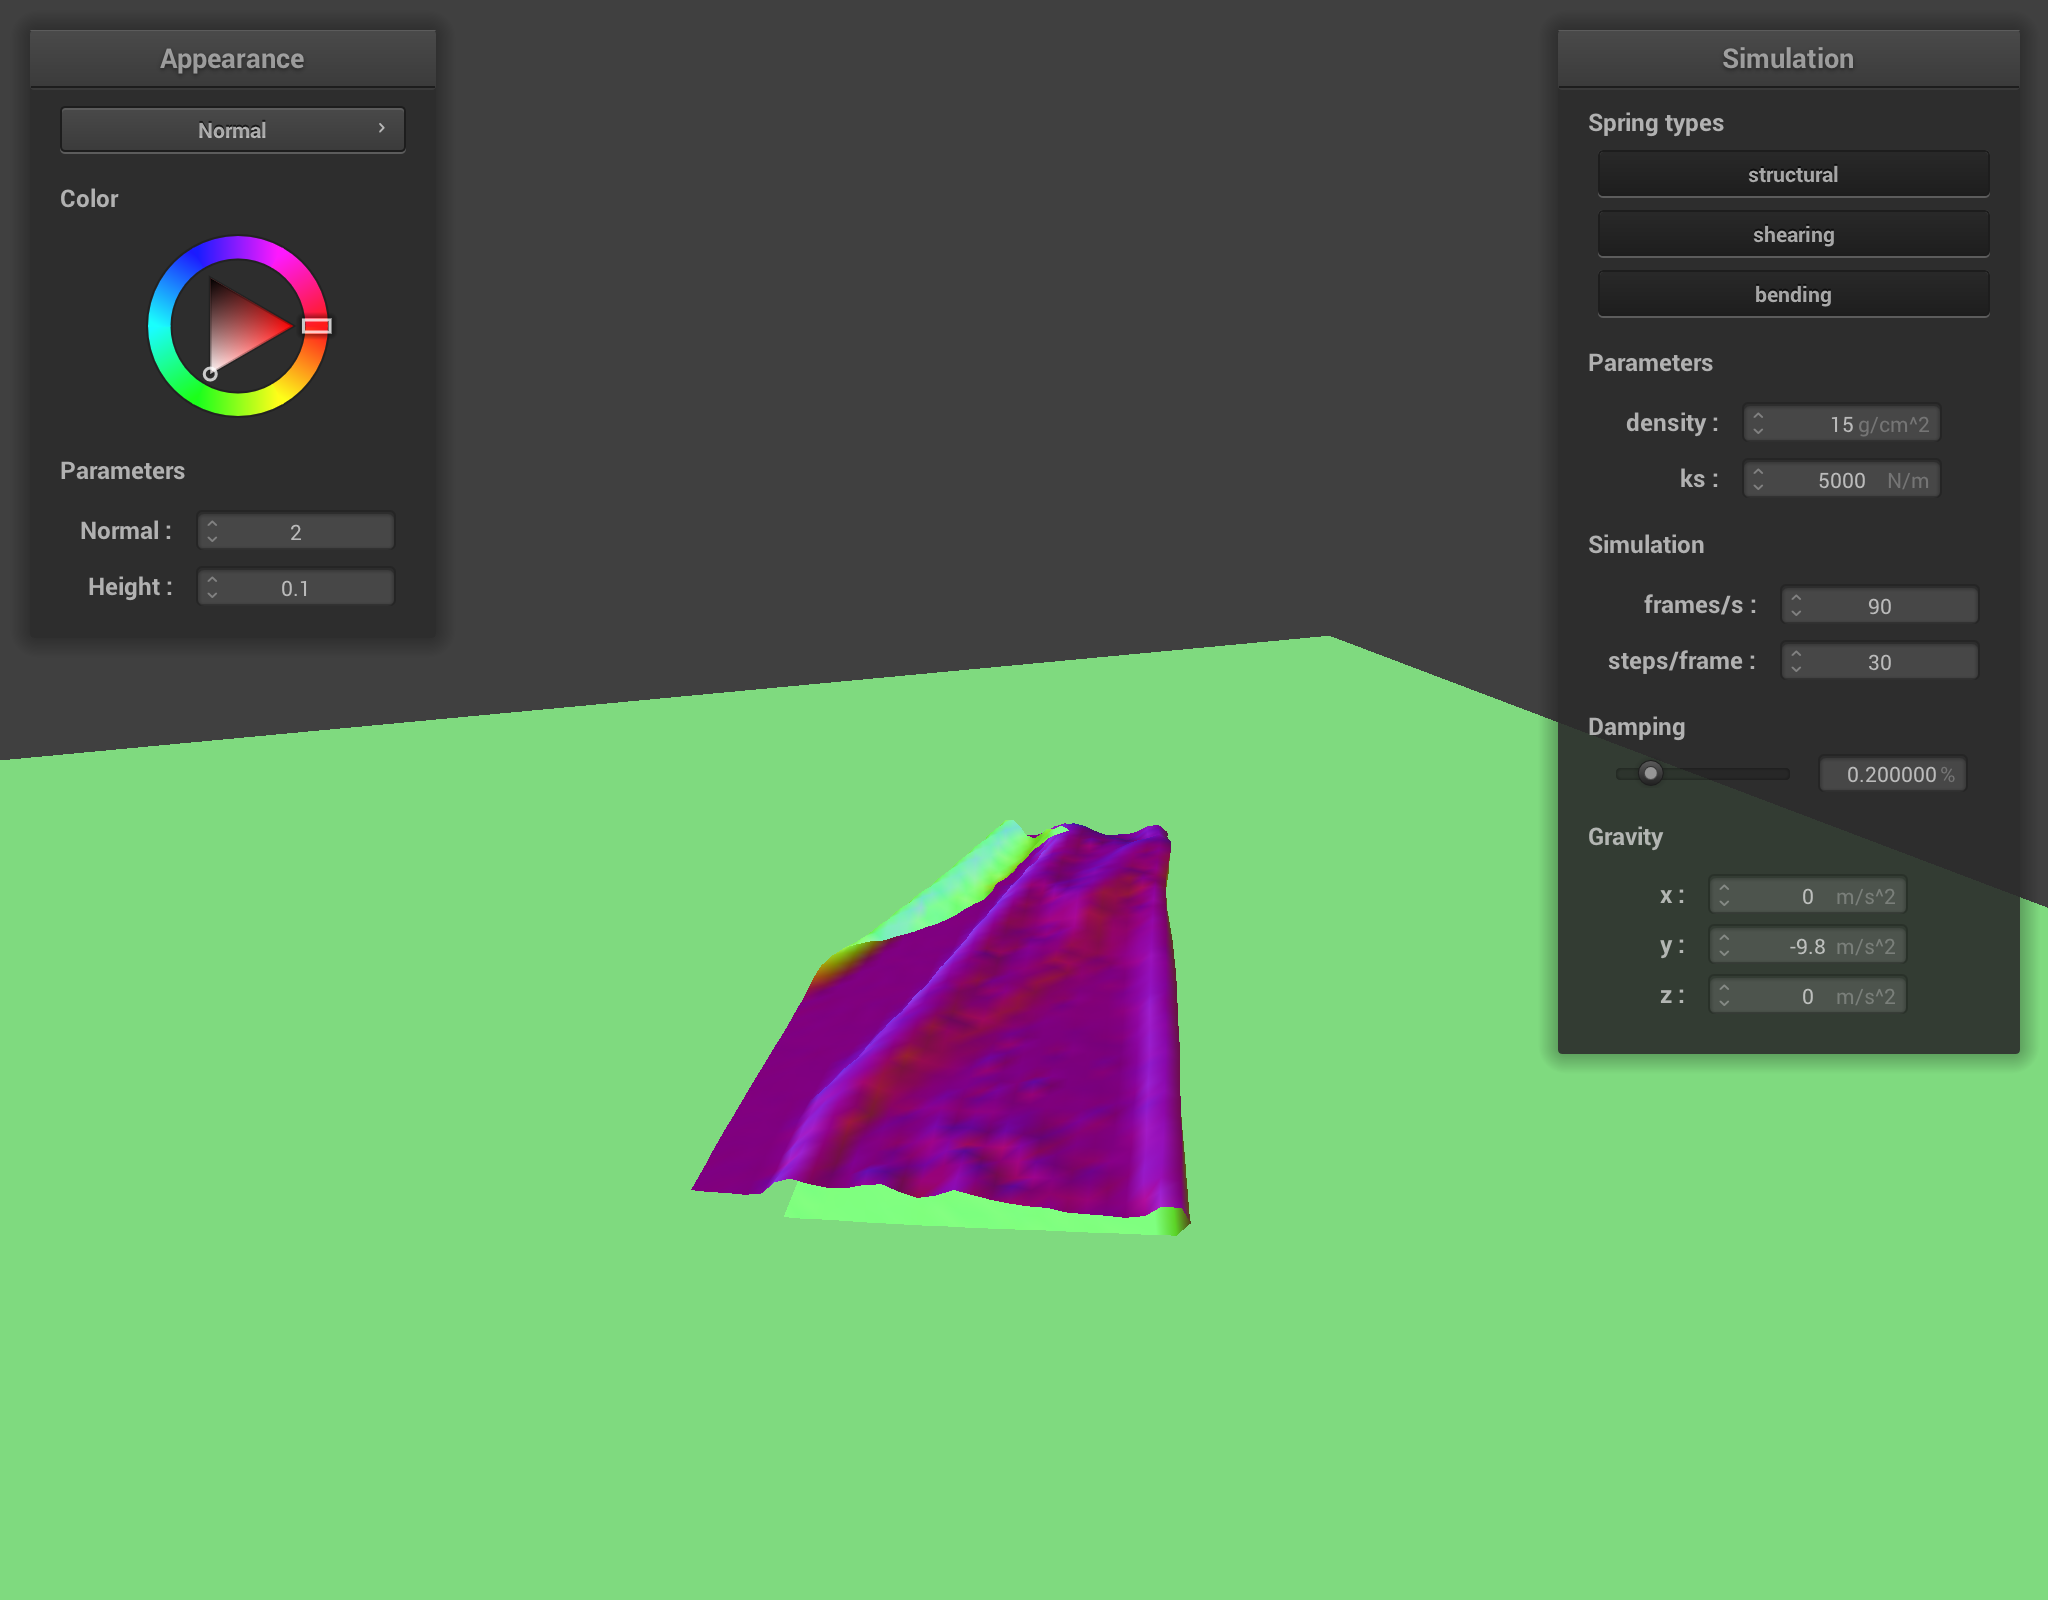 Appearance
Normal
Color
Parameters
Normal : 2
Height : 0.1
Simulation
Spring types
structural
shearing
bending
Parameters
density : 15 g/cm^2
ks : 5000 N/m
Simulation
frames/s : 90
steps/frame : 30
Damping
0.200000 %
Gravity
x : 0 m/s^2
y : -9.8 m/s^2
z : 0 m/s^2